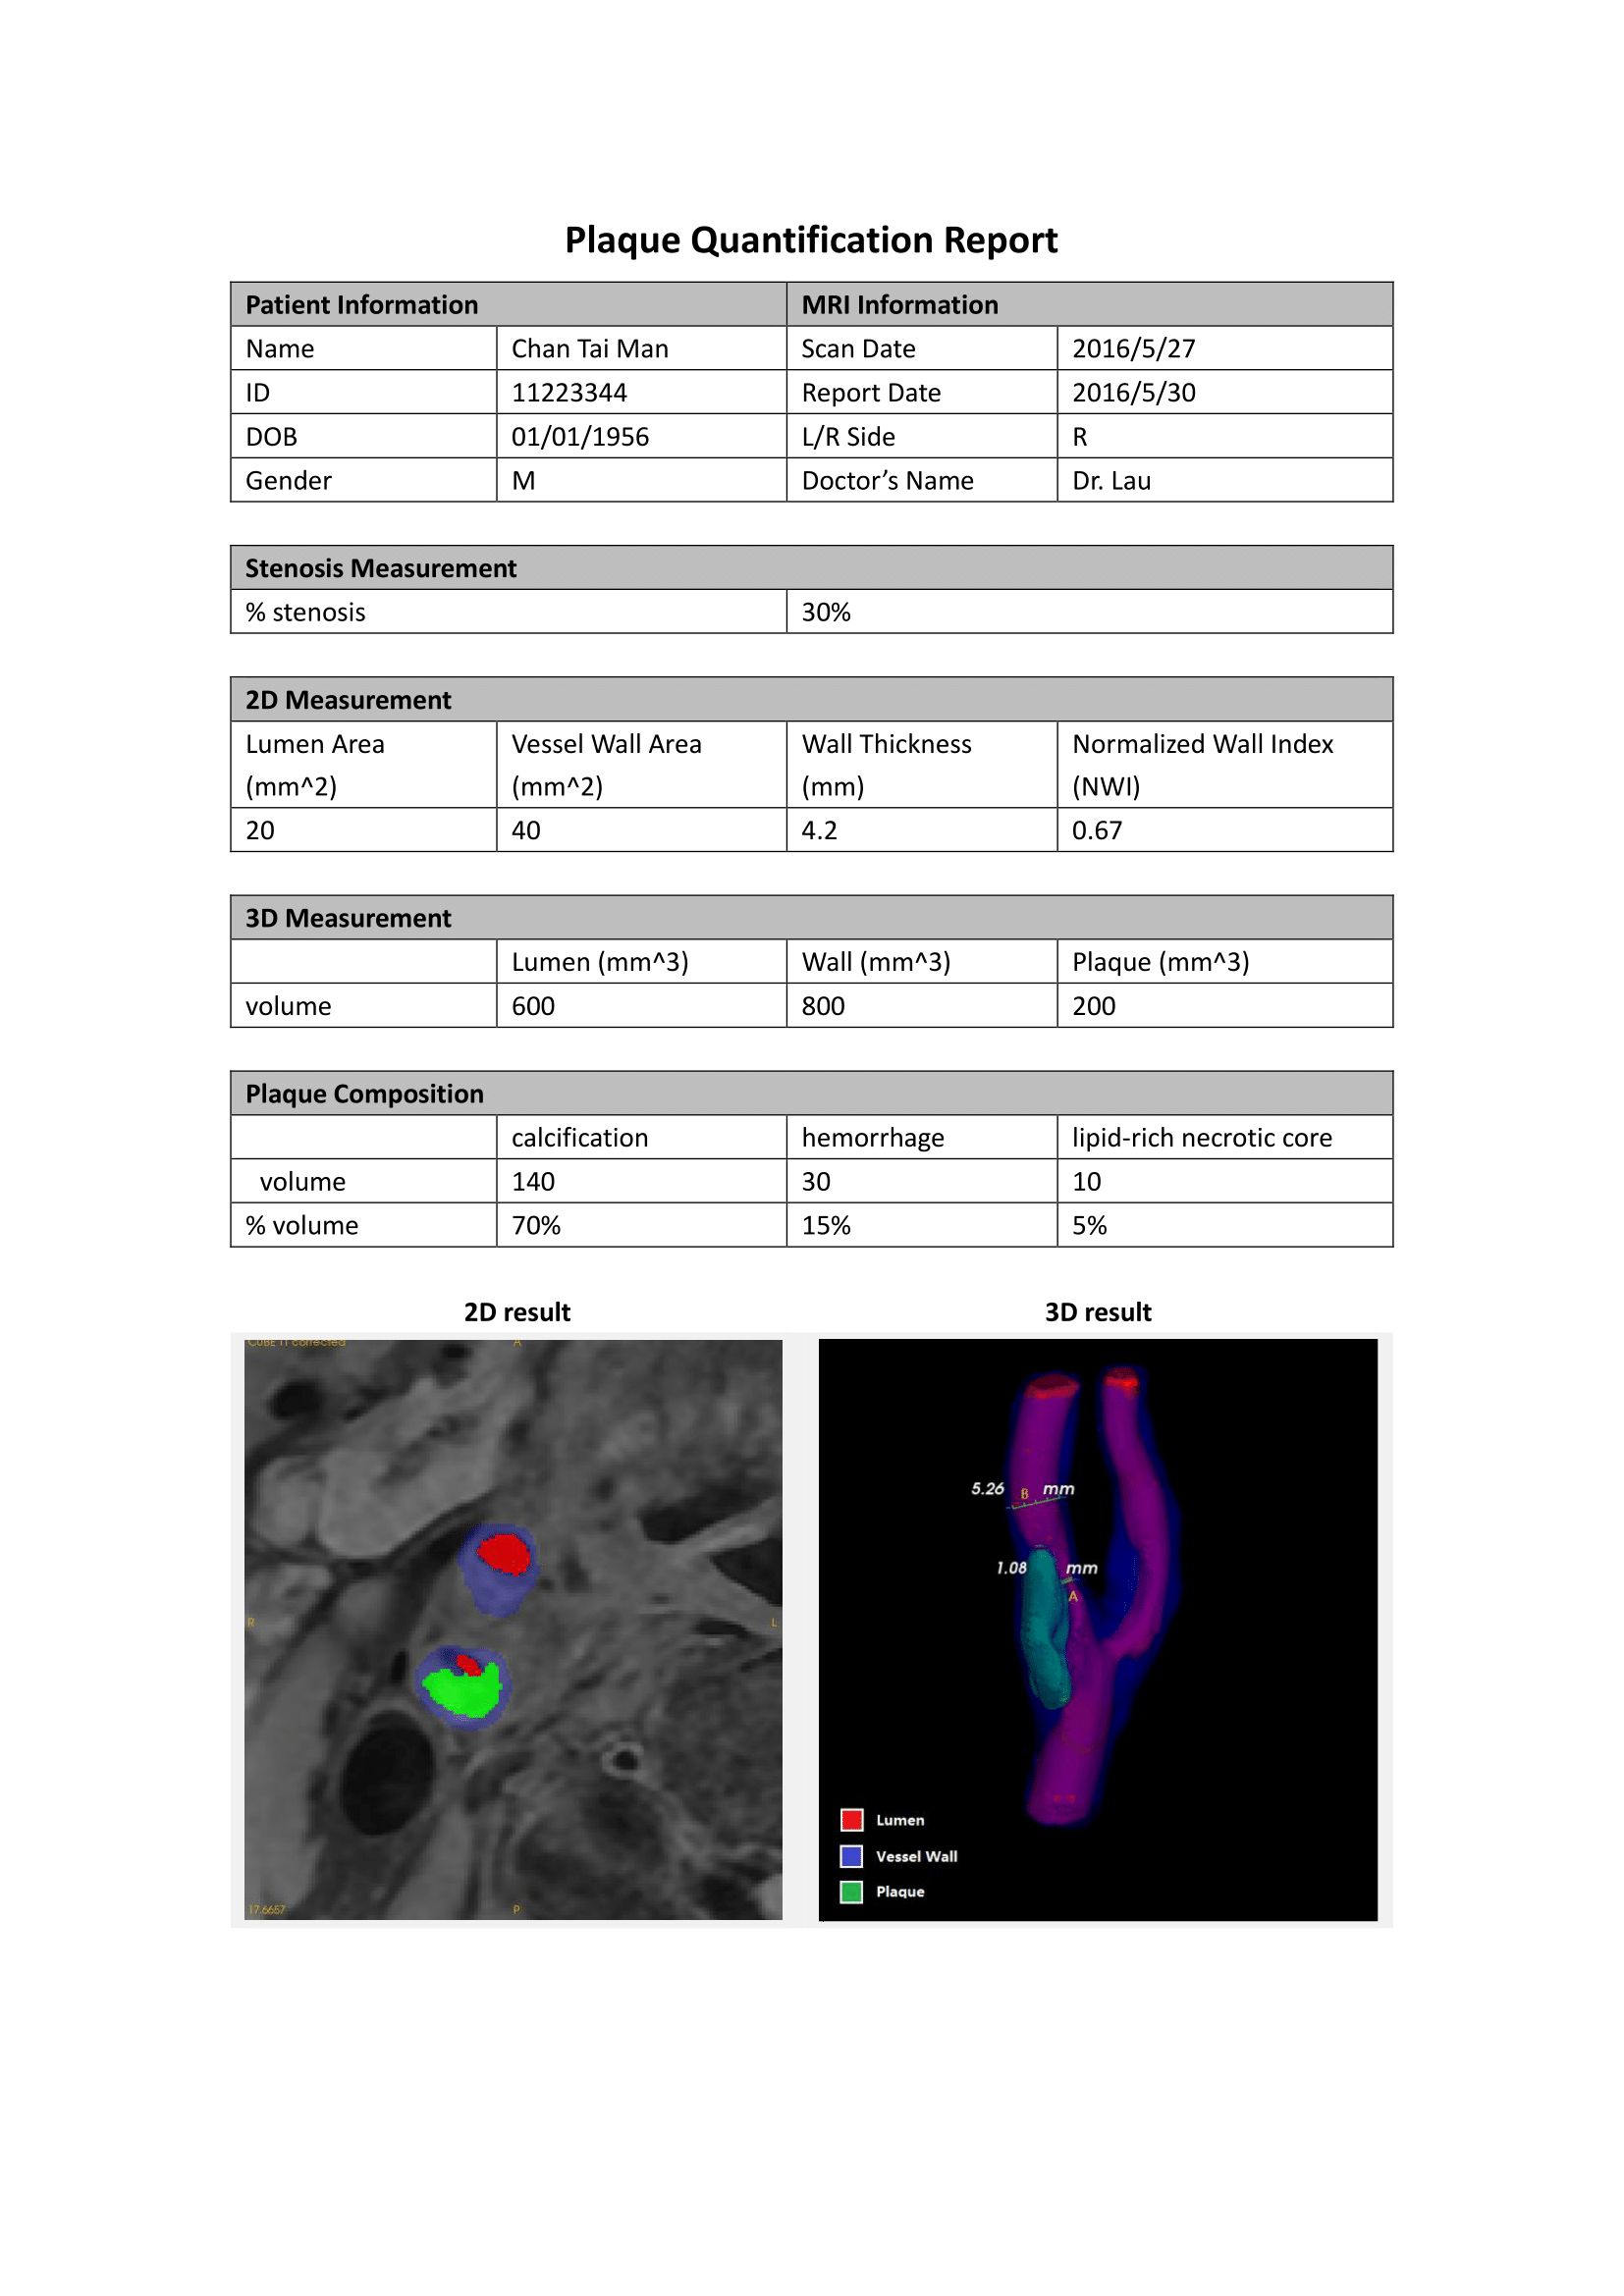 Plaque Quantification Report
Patient Information MRI Information
Name Chan Tai Man Scan Date 2016/5/27
ID 11223344 Report Date 2016/5/30
DOB 01/01/1956 L/R Side R
Gender M Doctor’s Name Dr. Lau
Stenosis Measurement
% stenosis 30%
2D Measurement
Lumen Area Vessel Wall Area Wall Thickness Normalized Wall Index
(mm^2) (mm^2) (mm) (NWI)
20 40 4.2 0.67
3D Measurement
Lumen (mm^3) Wall (mm^3) Plaque (mm^3)
volume 600 800 200
Plaque Composition
calcification hemorrhage lipid-rich necrotic core
volume 140 30 10
% volume 70% 15% 5%
2D result 3D result
CUBE T1 corrected A
R L
17.6657 P
5.26 B mm
1.08 mm
A
Lumen
Vessel Wall
Plaque